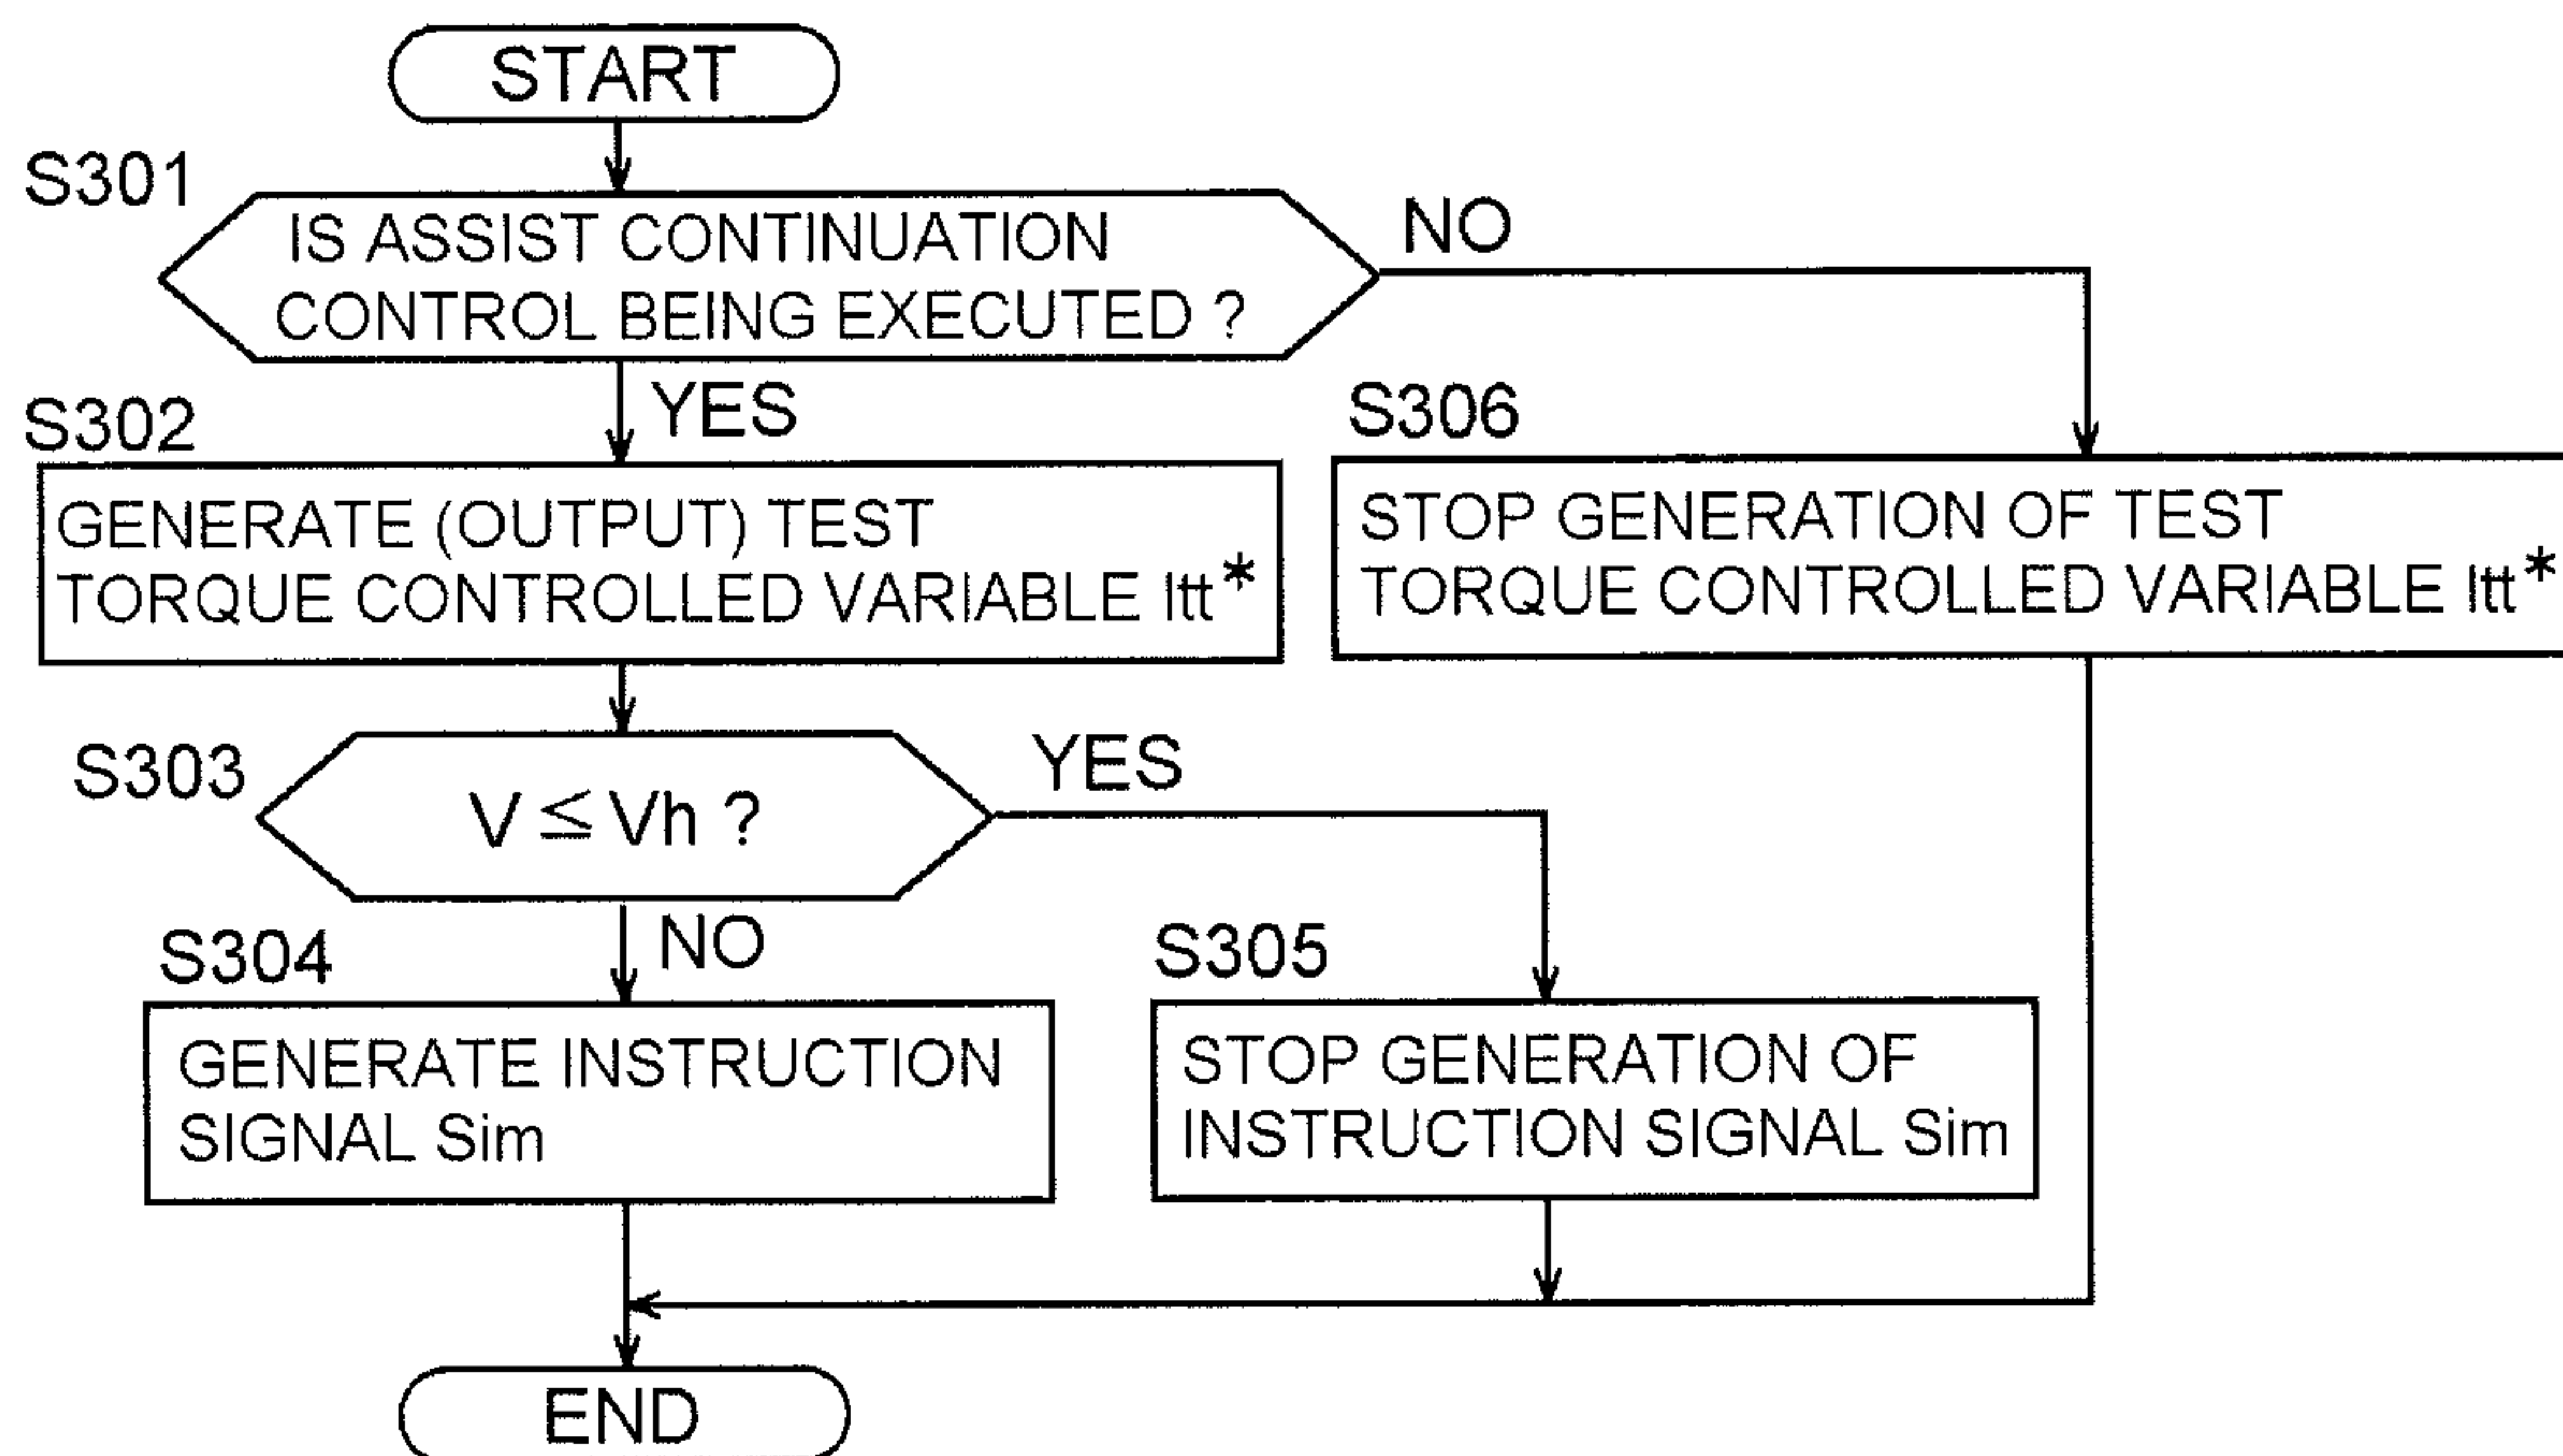 START
S301
IS ASSIST CONTINUATION
CONTROL BEING EXECUTED ?
NO
YES
S302
GENERATE (OUTPUT) TEST
TORQUE CONTROLLED VARIABLE Itt*
S306
STOP GENERATION OF TEST
TORQUE CONTROLLED VARIABLE Itt*
S303
V ≦ Vh ?
YES
NO
S304
GENERATE INSTRUCTION
SIGNAL Sim
S305
STOP GENERATION OF
INSTRUCTION SIGNAL Sim
END